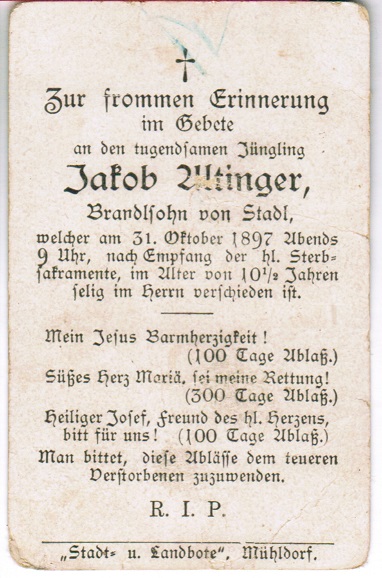 Zur frommen Erinnerung
im Gebete
an den tugendsamen Jüngling
Jakob Altinger,
Brandlsohn von Stadl,
welcher am 31. Oktober 1897 Abends
9 Uhr, nach Empfang der hl. Sterb-
sakramente, im Alter von 10½ Jahren
selig im Herrn verschieden ist.
Mein Jesus Barmherzigkeit!
(100 Tage Ablaß.)
Süßes Herz Mariä, sei meine Rettung!
(300 Tage Ablaß.)
Heiliger Josef, Freund des hl. Herzens,
bitt für uns! (100 Tage Ablaß.)
Man bittet, diese Ablässe dem teueren
Verstorbenen zuzuwenden.
R. I. P.
„Stadt- u. Landbote“, Mühldorf.